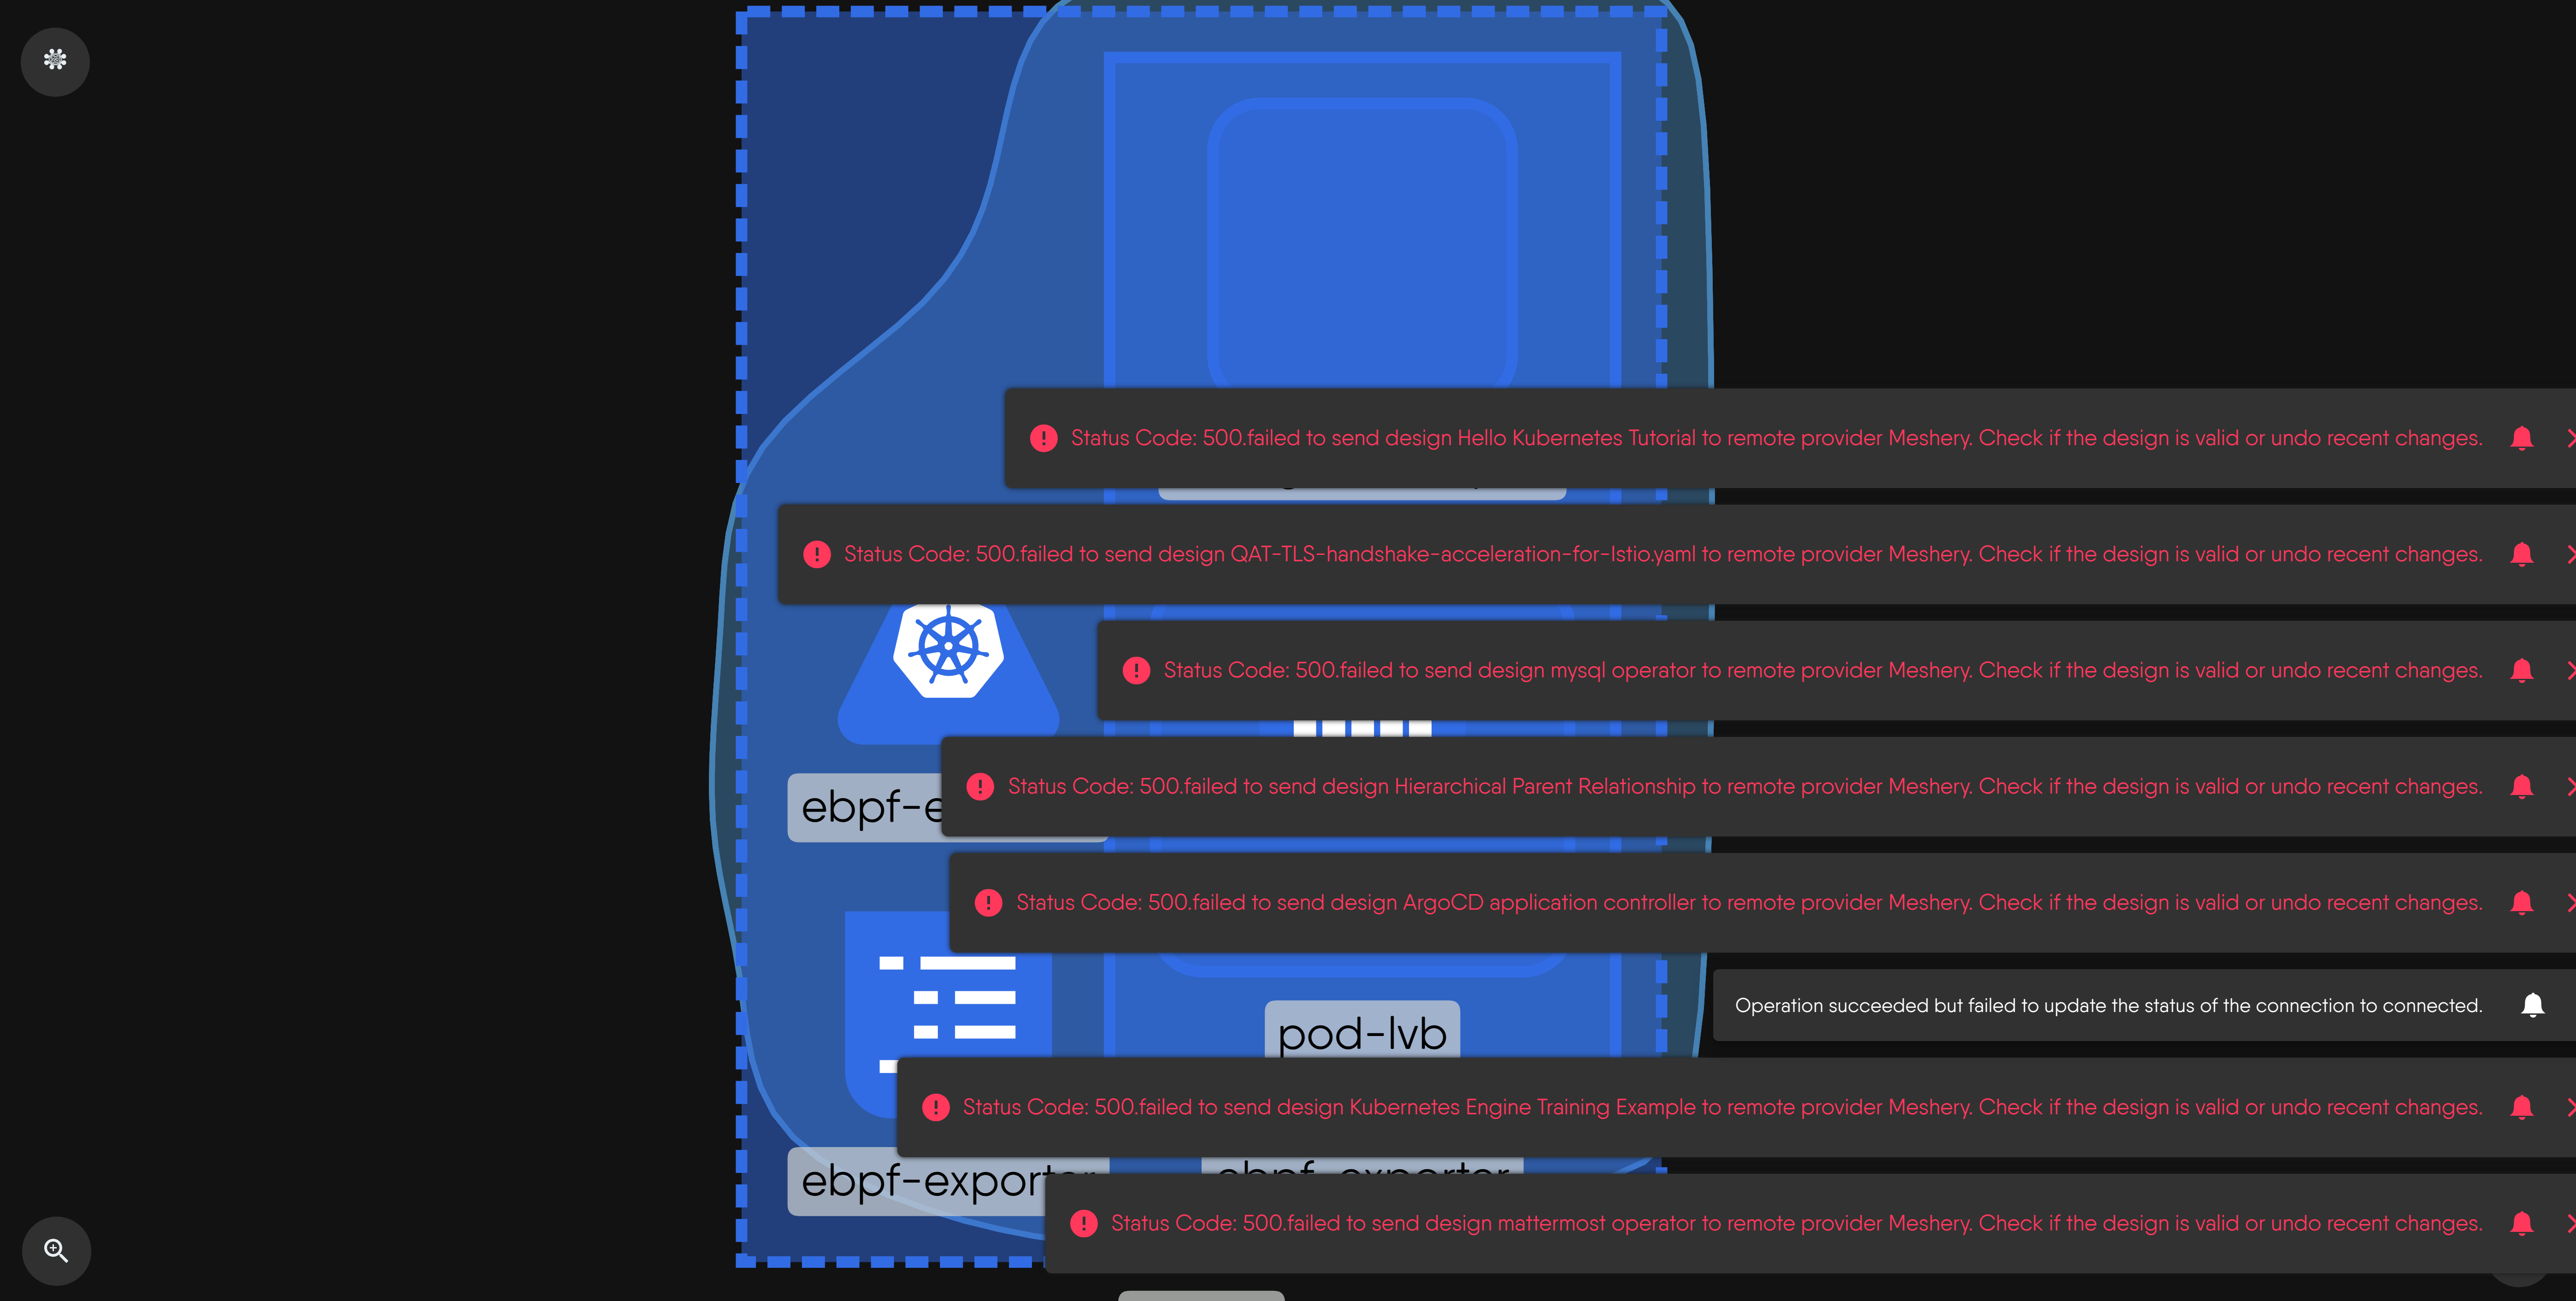 Status Code: 500.failed to send design Hello Kubernetes Tutorial to remote provider Meshery. Check if the design is valid or undo recent changes.
Status Code: 500.failed to send design QAT-TLS-handshake-acceleration-for-Istio.yaml to remote provider Meshery. Check if the design is valid or undo recent changes.
Status Code: 500.failed to send design mysql operator to remote provider Meshery. Check if the design is valid or undo recent changes.
Status Code: 500.failed to send design Hierarchical Parent Relationship to remote provider Meshery. Check if the design is valid or undo recent changes.
ebpf-e
Status Code: 500.failed to send design ArgoCD application controller to remote provider Meshery. Check if the design is valid or undo recent changes.
Operation succeeded but failed to update the status of the connection to connected.
pod-lvb
Status Code: 500.failed to send design Kubernetes Engine Training Example to remote provider Meshery. Check if the design is valid or undo recent changes.
ebpf-exporter
ebpf-exporter
Status Code: 500.failed to send design mattermost operator to remote provider Meshery. Check if the design is valid or undo recent changes.